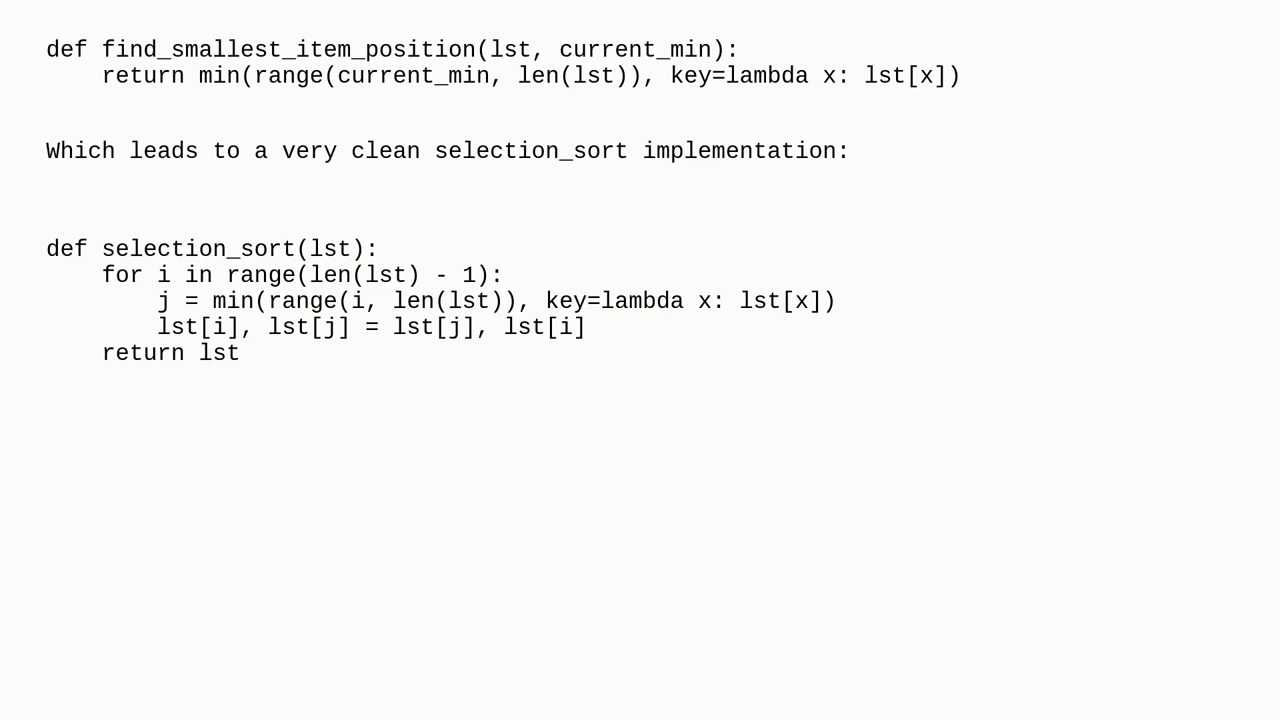 def find_smallest_item_position(lst, current_min):
    return min(range(current_min, len(lst)), key=lambda x: lst[x])
Which leads to a very clean selection_sort implementation:
def selection_sort(lst):
    for i in range(len(lst) - 1):
        j = min(range(i, len(lst)), key=lambda x: lst[x])
        lst[i], lst[j] = lst[j], lst[i]
    return lst